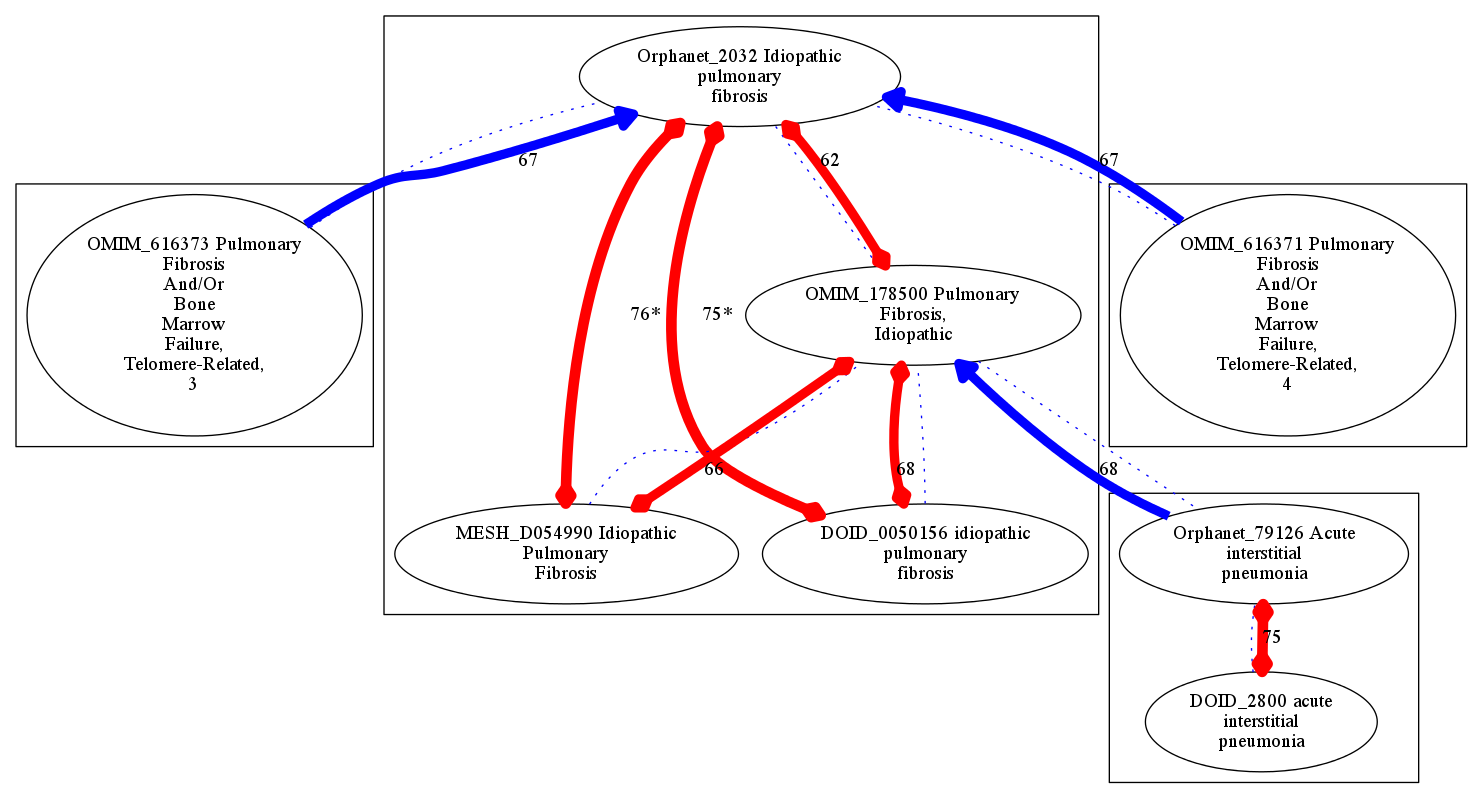 Orphanet_2032 Idiopathic
pulmonary
fibrosis
67
62
67
OMIM_616373 Pulmonary
Fibrosis
And/Or
Bone
Marrow
Failure,
Telomere-Related,
3
76*
75*
OMIM_178500 Pulmonary
Fibrosis,
Idiopathic
OMIM_616371 Pulmonary
Fibrosis
And/Or
Bone
Marrow
Failure,
Telomere-Related,
4
66
68
68
MESH_D054990 Idiopathic
Pulmonary
Fibrosis
DOID_0050156 idiopathic
pulmonary
fibrosis
Orphanet_79126 Acute
interstitial
pneumonia
75
DOID_2800 acute
interstitial
pneumonia